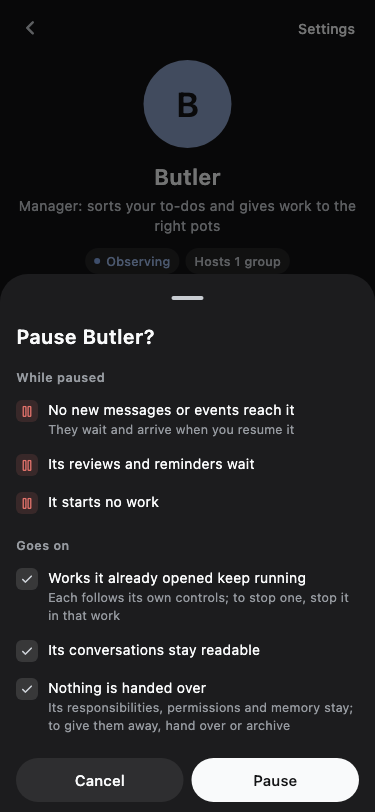 Settings
B
Butler
Manager: sorts your to-dos and gives work to the
right pots
Observing
Hosts 1 group
Pause Butler?
While paused
No new messages or events reach it
They wait and arrive when you resume it
Its reviews and reminders wait
It starts no work
Goes on
Works it already opened keep running
Each follows its own controls; to stop one, stop it
in that work
Its conversations stay readable
Nothing is handed over
Its responsibilities, permissions and memory stay;
to give them away, hand over or archive
Cancel
Pause